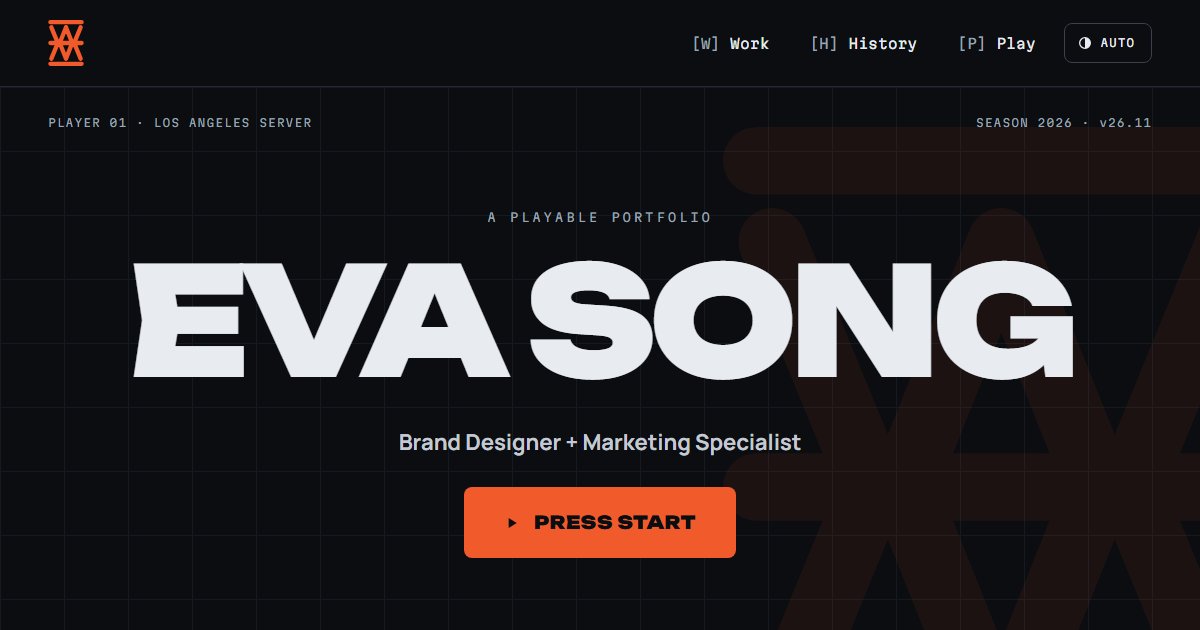 [W] Work [H] History [P] Play AUTO
PLAYER 01 · LOS ANGELES SERVER
SEASON 2026 · v26.11
A PLAYABLE PORTFOLIO
EVA SONG
Brand Designer + Marketing Specialist
PRESS START